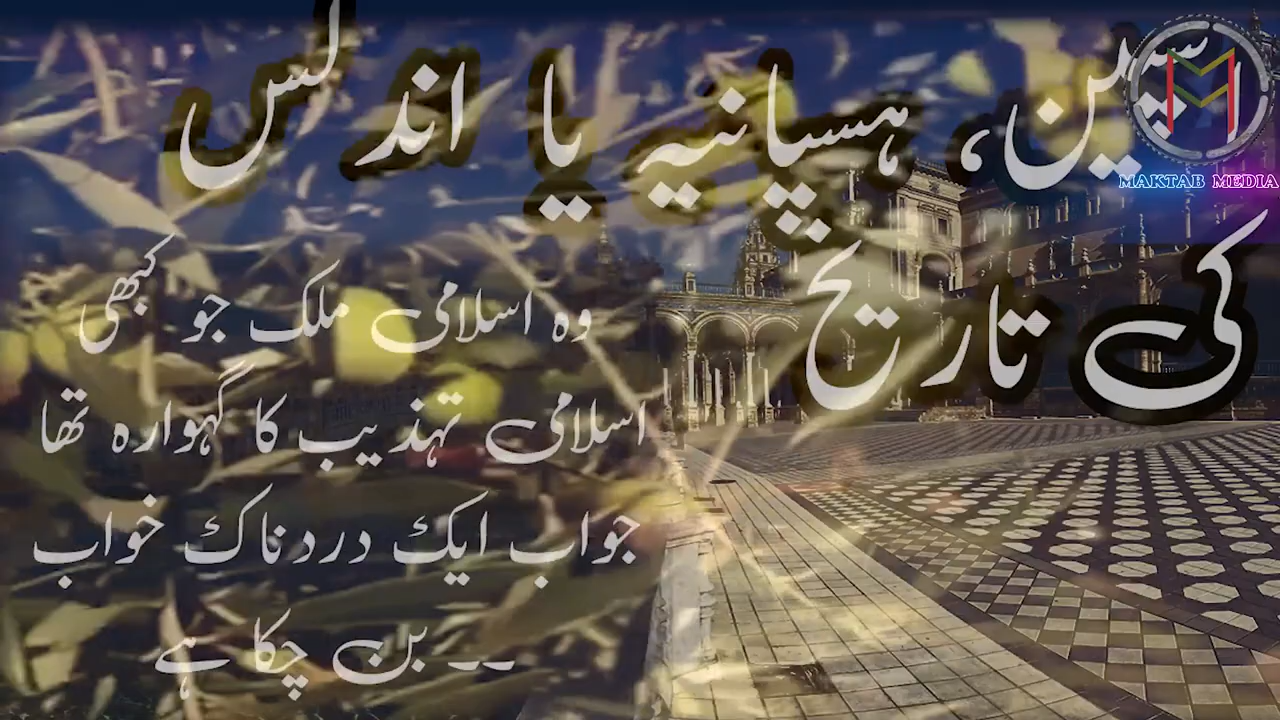 اسپین، ہسپانیہ یا اندلس
کی تاریخ
MAKTAB MEDIA
وہ اسلامی ملک جو کبھی
اسلامی تہذیب کا گہوارہ تھا
جواب ایک دردناک خواب
بن چکا ہے --